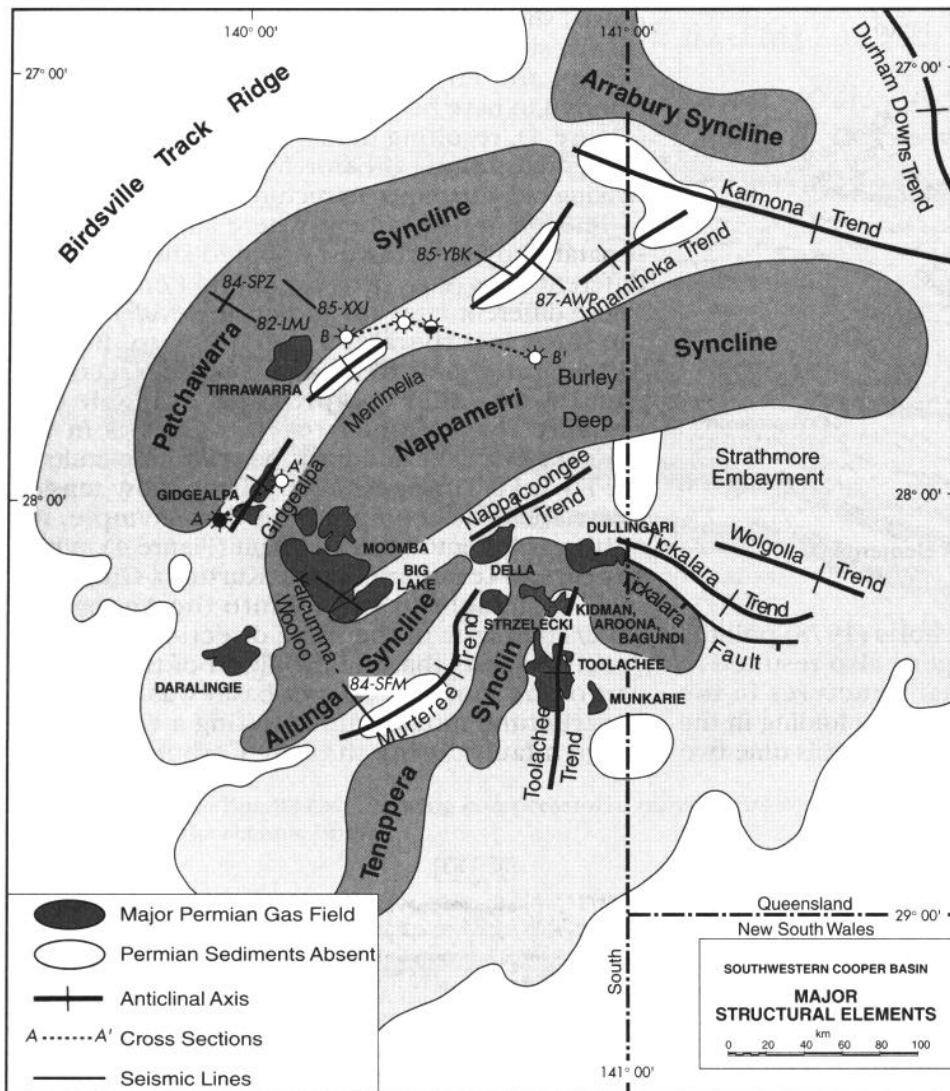 140° 00'
141° 00'
27° 00'
27° 00'
Birdsville Track Ridge
Arrabury Syncline
Durham Downs Trend
Karmona Trend
Syncline
85-YBK
84-SPZ
85-XXJ
82-LMJ
87-AWP
Innamincka Trend
B
B'
Syncline
TIRRAWARRA
Patchawarra
Merrimelia
Burley
Deep
Nappamerri
Strathmore
Embayment
A'
GIDGEALPA
28° 00'
28° 00'
A
Gidgealpa
Nappacoongee
Trend
MOOMBA
BIG
LAKE
DELLA
DULLINGARI
Tickalara
Trend
Wolgolla Trend
Tickalara
Fault
Yalcumma -
Wooloo
STRZELECKI
KIDMAN,
AROONA,
BAGUNDI
Syncline
Murteree Trend
Synclin
TOOLACHEE
DARALINGIE
84-SFM
MUNKARIE
Allunga
Toolachee
Trend
Tenappera
Major Permian Gas Field
Permian Sediments Absent
Anticlinal Axis
A A' Cross Sections
Seismic Lines
Queensland
New South Wales
29° 00'
South
SOUTHWESTERN COOPER BASIN
MAJOR
STRUCTURAL ELEMENTS
km
0 20 40 60 80 100
141° 00'